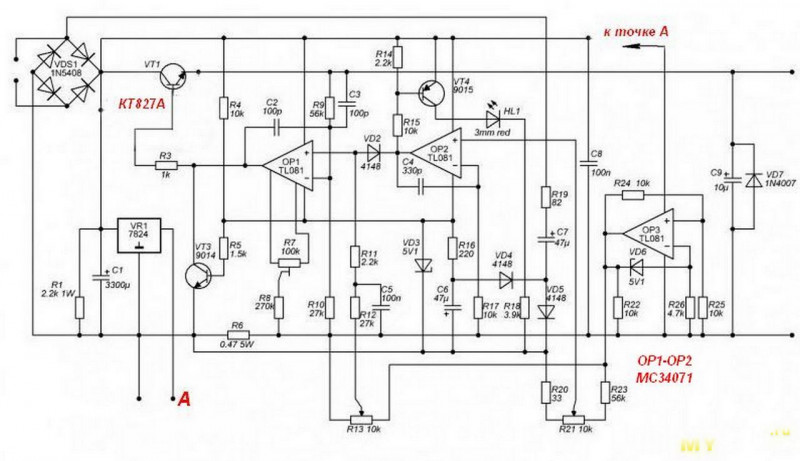 к точке А
VDS1
1N5408
VT1
КТ827А
R4
10k
C2
100p
R9
56k
C3
100p
R14
2.2k
VT4
9015
HL1
3mm red
R15
10k
VD2
4148
OP2
TL081
C4
330p
R3
1k
OP1
TL081
C8
100n
R19
82
R24 10k
C9
10µ
VD7
1N4007
OP3
TL081
VR1
7824
VT3
9014
R5
1.5k
R7
100k
R11
2.2k
VD3
5V1
R16
220
VD4
4148
C7
47µ
VD6
5V1
R1
2.2k 1W
C1
3300µ
R8
270k
R10
27k
C5
100n
R12
27k
C6
47µ
R17
10k
R18
3.9k
VD5
4148
R22
10k
R26
4.7k
R25
10k
R6
0.47 5W
OP1-OP2
MC34071
A
R13 10k
R20
33
R21 10k
R23
56k
MY
.ru